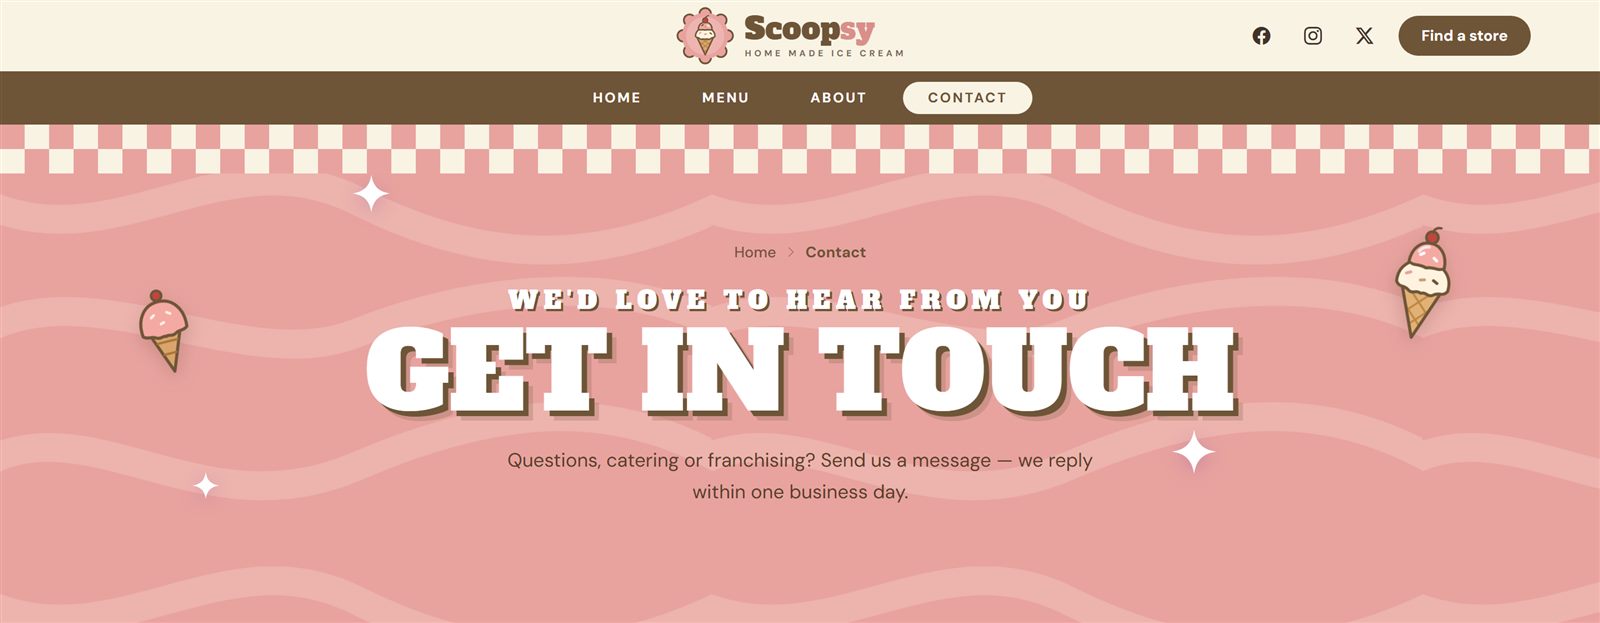 Scoopsy
HOME MADE ICE CREAM
Find a store
HOME MENU ABOUT CONTACT
Home > Contact
WE'D LOVE TO HEAR FROM YOU
GET IN TOUCH
Questions, catering or franchising? Send us a message — we reply
within one business day.